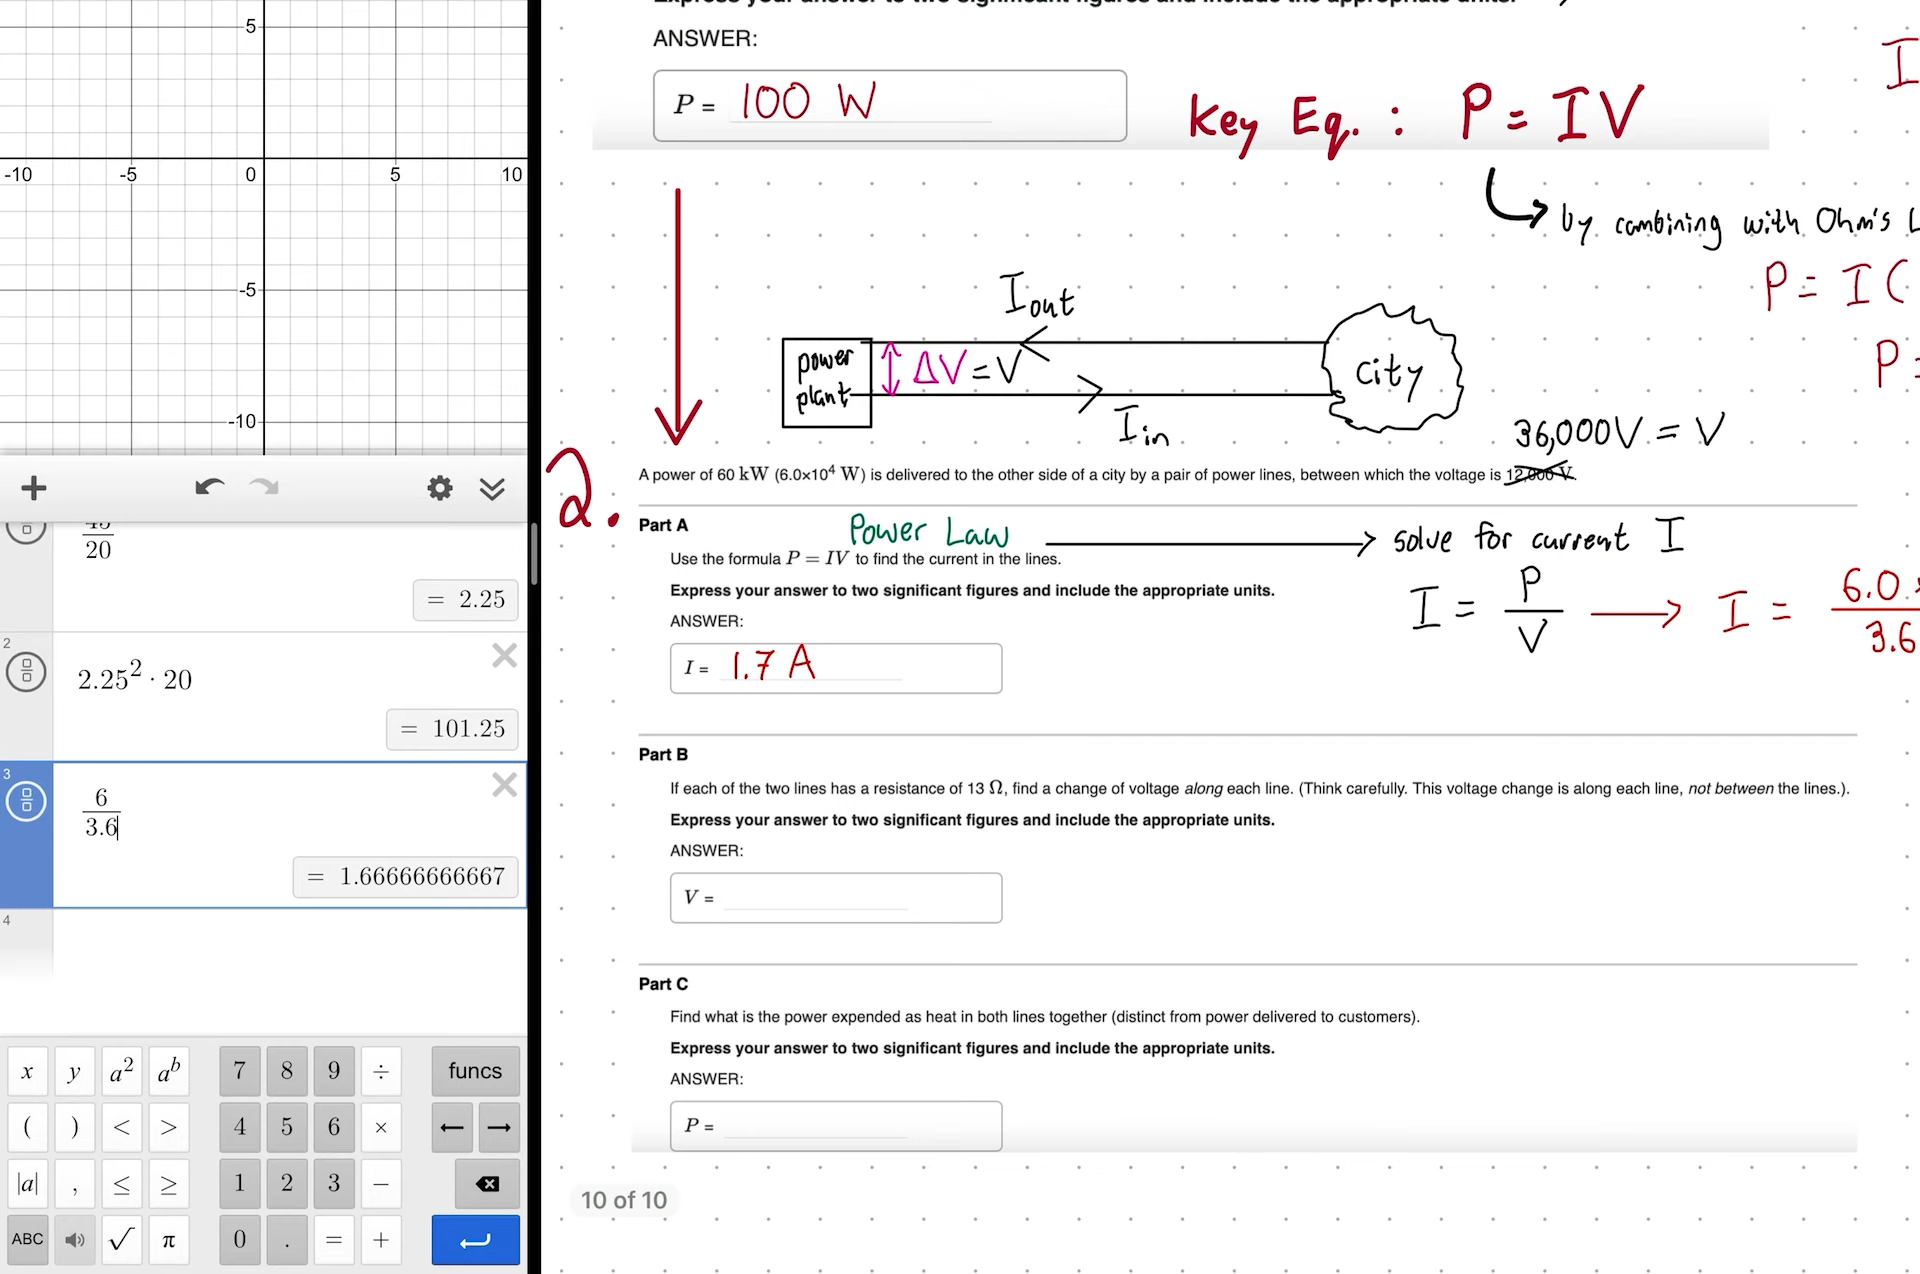 5
-10
-5
0
5
10
-5
-10
20
= 2.25
2
2.25² · 20
= 101.25
3
6
3.6
= 1.66666666667
4
x y a² aᵇ 7 8 9 ÷ funcs
( ) < > 4 5 6 × ← →
|a| , ≤ ≥ 1 2 3 −
ABC √ π 0 . = +
ANSWER:
P = 100 W
Key Eq. : P = IV
I
by combining with Ohm's
P = I (
P =
I out
power
plant
ΔV = V
city
I in
36,000V = V
2.
A power of 60 kW (6.0×10⁴ W) is delivered to the other side of a city by a pair of power lines, between which the voltage is 12,000 V.
Part A
Power Law → solve for current I
Use the formula P = IV to find the current in the lines.
Express your answer to two significant figures and include the appropriate units.
ANSWER:
I = P/V → I = 6.0 / 3.6
I = 1.7 A
Part B
If each of the two lines has a resistance of 13 Ω, find a change of voltage along each line. (Think carefully. This voltage change is along each line, not between the lines.).
Express your answer to two significant figures and include the appropriate units.
ANSWER:
V =
Part C
Find what is the power expended as heat in both lines together (distinct from power delivered to customers).
Express your answer to two significant figures and include the appropriate units.
ANSWER:
P =
10 of 10